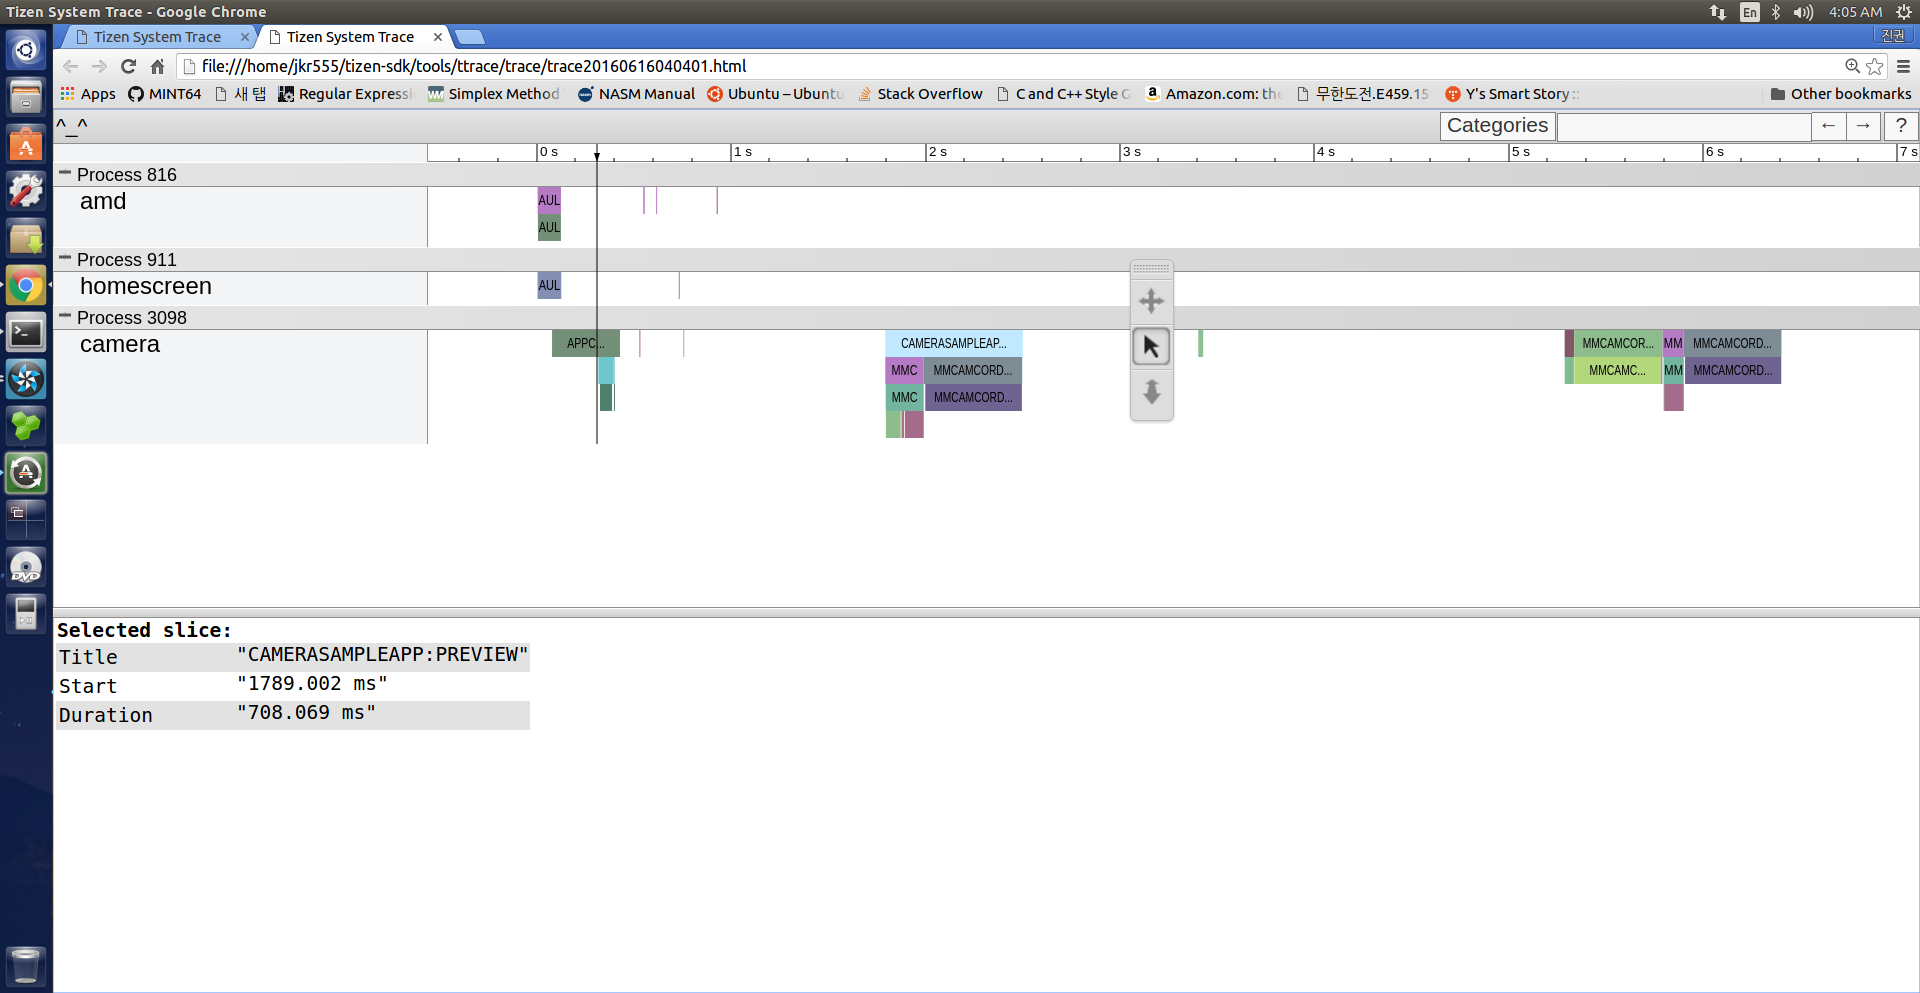 Tizen System Trace - Google Chrome
En
4:05 AM
Tizen System Trace
Tizen System Trace
진권
file:///home/jkr555/tizen-sdk/tools/ttrace/trace/trace20160616040401.html
Apps
MINT64
새 탭
Regular Expressi
Simplex Method
NASM Manual
Ubuntu – Ubuntu
Stack Overflow
C and C++ Style G
Amazon.com: the
무한도전.E459.15
Y's Smart Story ::
Other bookmarks
^_^
Categories
← → ?
0 s 1 s 2 s 3 s 4 s 5 s 6 s 7 s
Process 816
amd
AUL
AUL
Process 911
homescreen
AUL
Process 3098
camera
APPC... CAMERASAMPLEAP... MMCAMCOR... MM MMCAMCORD...
MMC MMCAMCORD... MMCAMC... MM MMCAMCORD...
MMC MMCAMCORD...
DVD
Selected slice:
Title "CAMERASAMPLEAPP:PREVIEW"
Start "1789.002 ms"
Duration "708.069 ms"